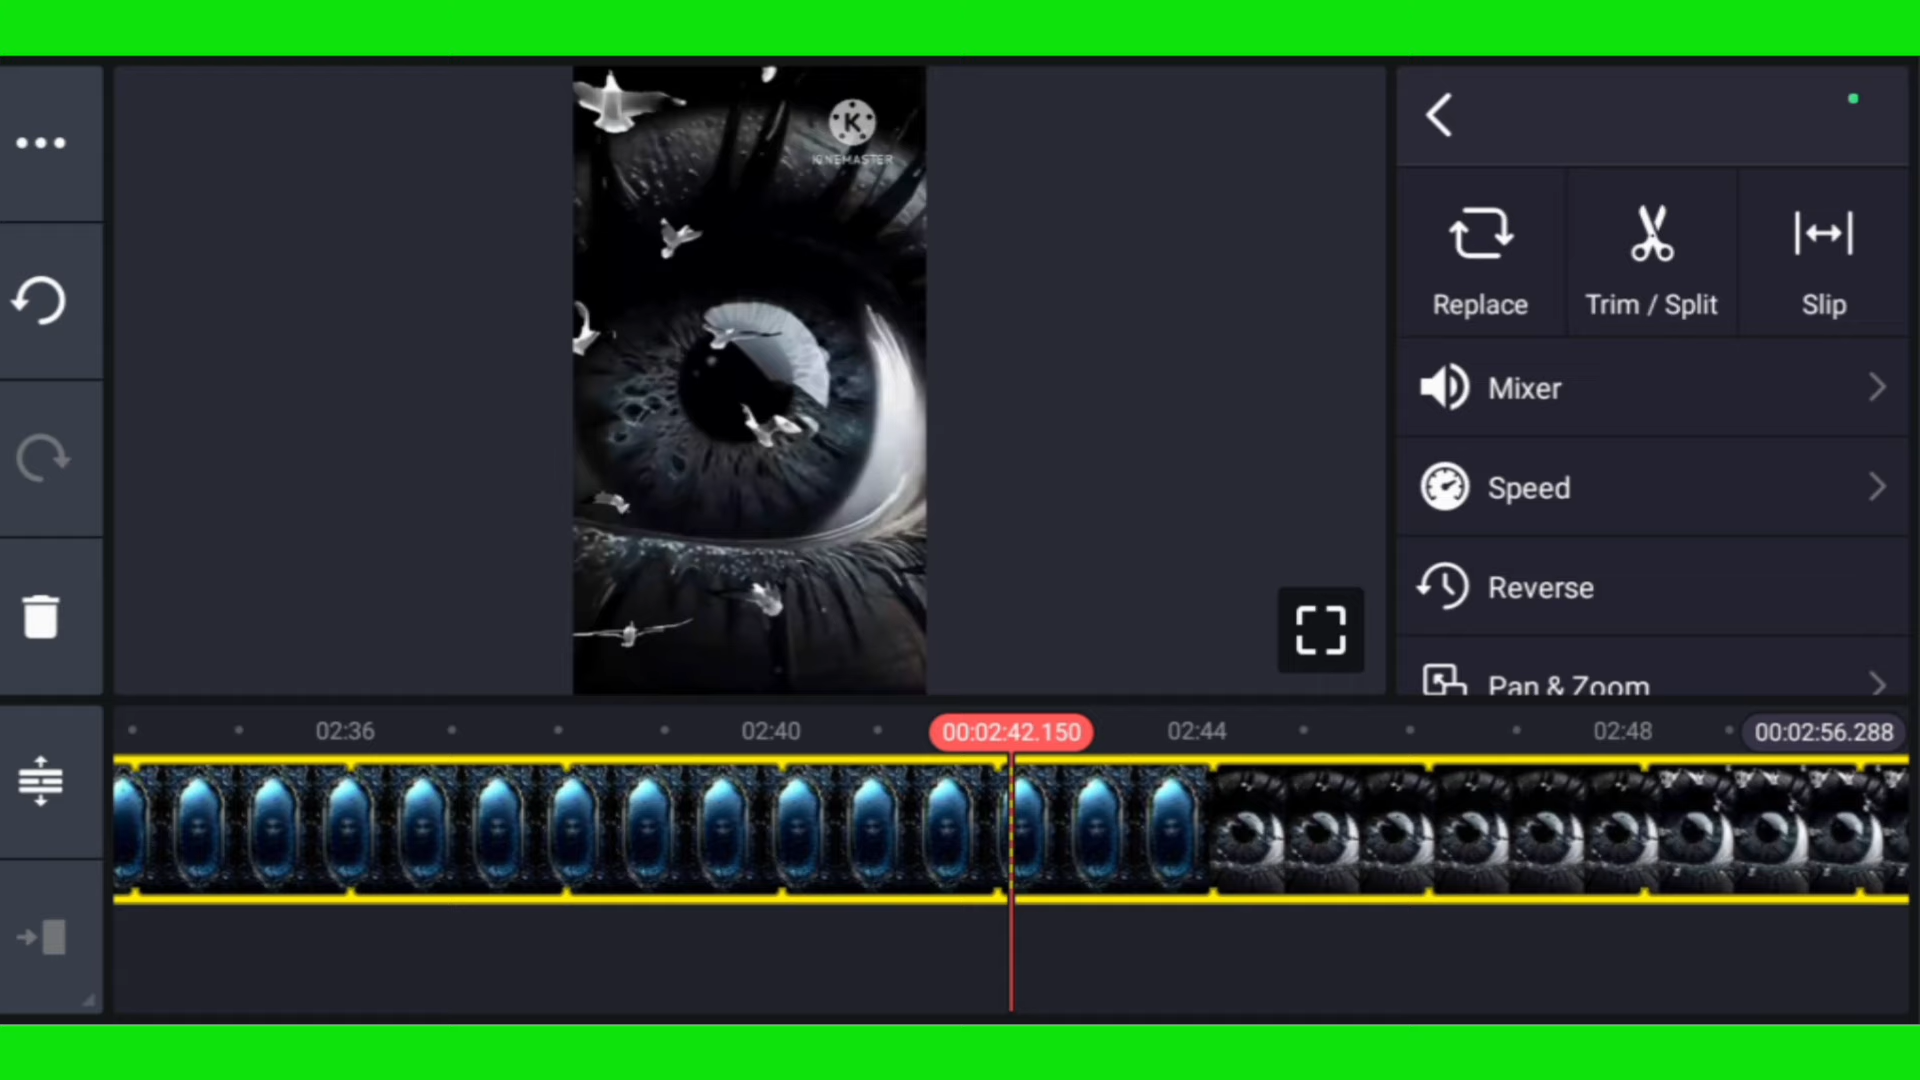 K
KINEMASTER
Replace
Trim / Split
Slip
Mixer
Speed
Reverse
Pan & Zoom
02:36
02:40
00:02:42.150
02:44
02:48
00:02:56.288